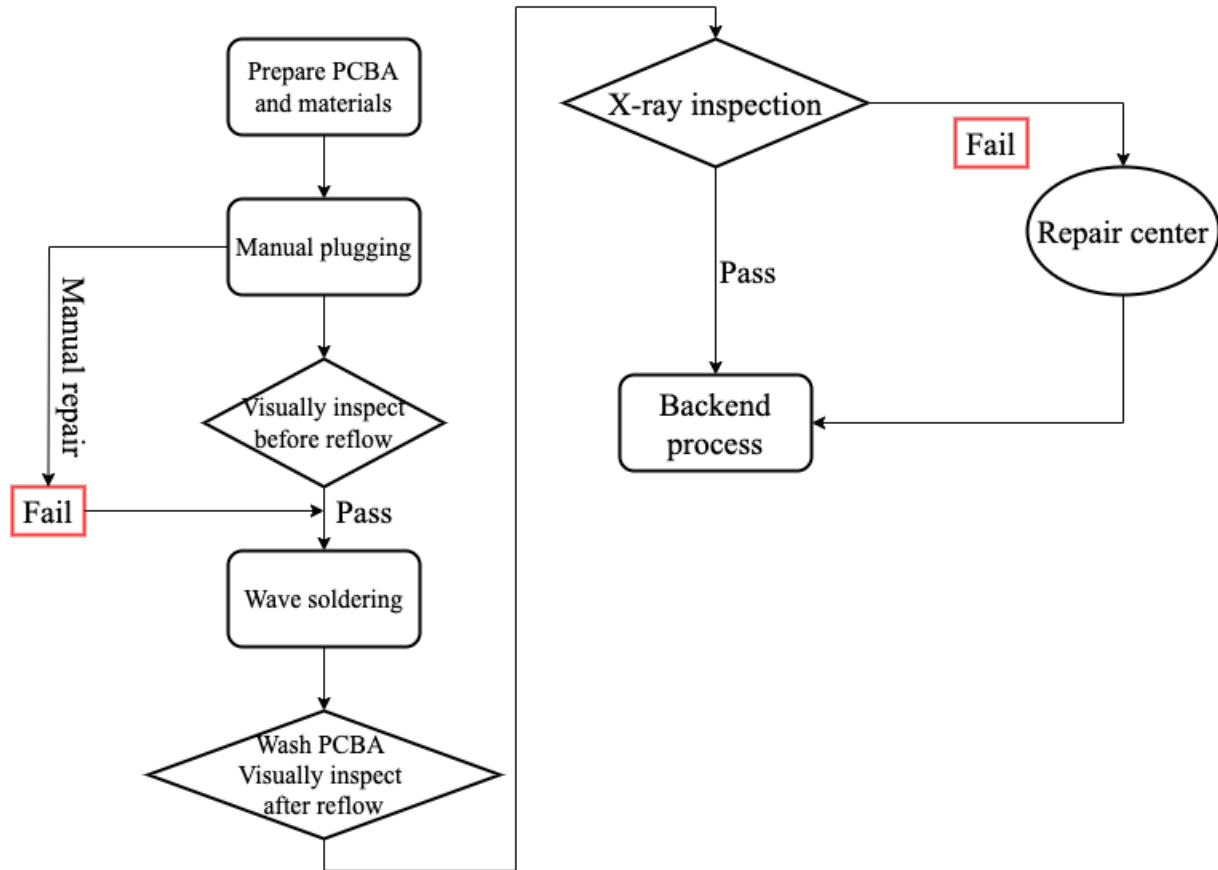 Prepare PCBA
and materials
Manual plugging
Manual repair
Visually inspect
before reflow
Fail
Pass
Wave soldering
Wash PCBA
Visually inspect
after reflow
X-ray inspection
Fail
Repair center
Pass
Backend
process